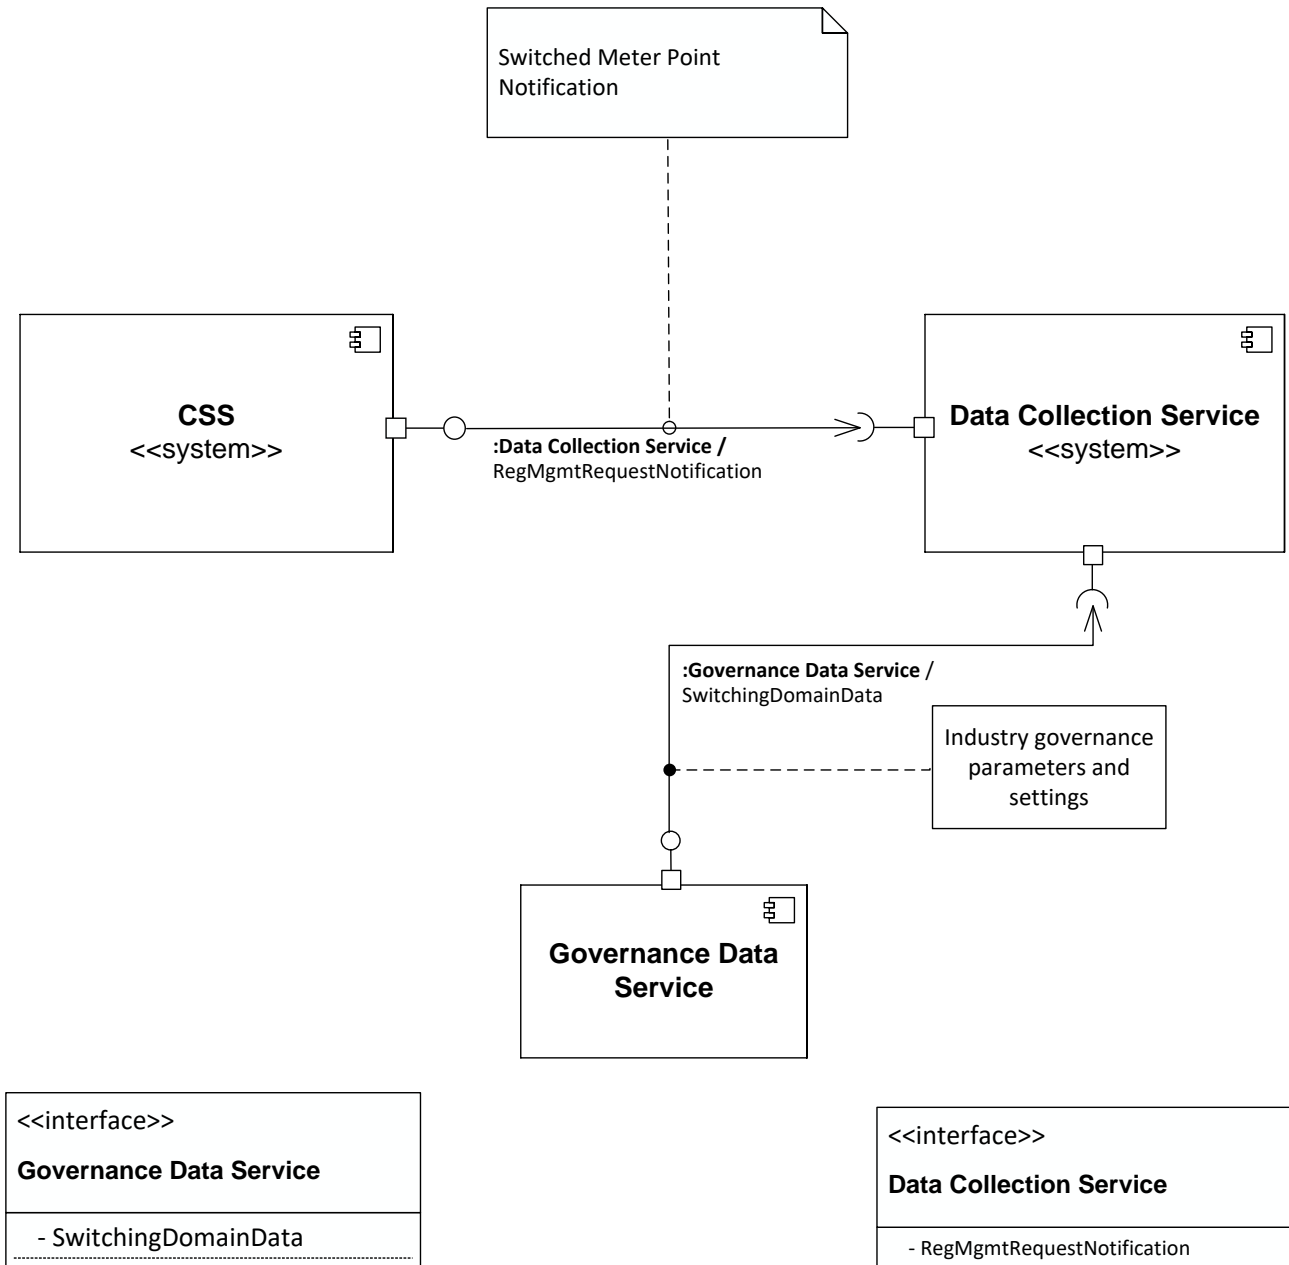 Switched Meter Point
Notification
CSS
<<system>>
Data Collection Service
<<system>>
:Data Collection Service /
RegMgmtRequestNotification
:Governance Data Service /
SwitchingDomainData
Industry governance
parameters and
settings
Governance Data
Service
<<interface>>
Governance Data Service
- SwitchingDomainData
<<interface>>
Data Collection Service
- RegMgmtRequestNotification